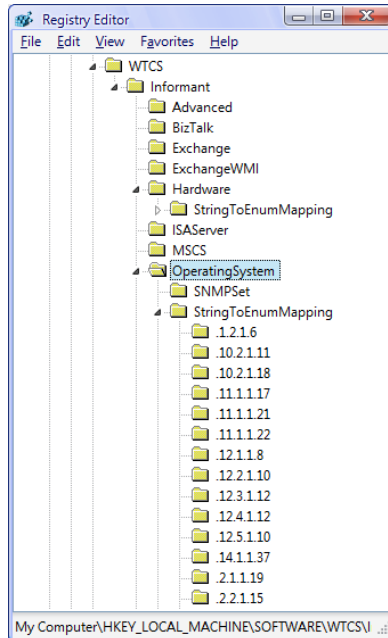 Registry Editor
File Edit View Favorites Help
WTCS
Informant
Advanced
BizTalk
Exchange
ExchangeWMI
Hardware
StringToEnumMapping
ISAServer
MSCS
OperatingSystem
SNMPSet
StringToEnumMapping
.1.2.1.6
.10.2.1.11
.10.2.1.18
.11.1.1.17
.11.1.1.21
.11.1.1.22
.12.1.1.8
.12.2.1.10
.12.3.1.12
.12.4.1.12
.12.5.1.10
.14.1.1.37
.2.1.1.19
.2.2.1.15
My Computer\HKEY_LOCAL_MACHINE\SOFTWARE\WTCS\I